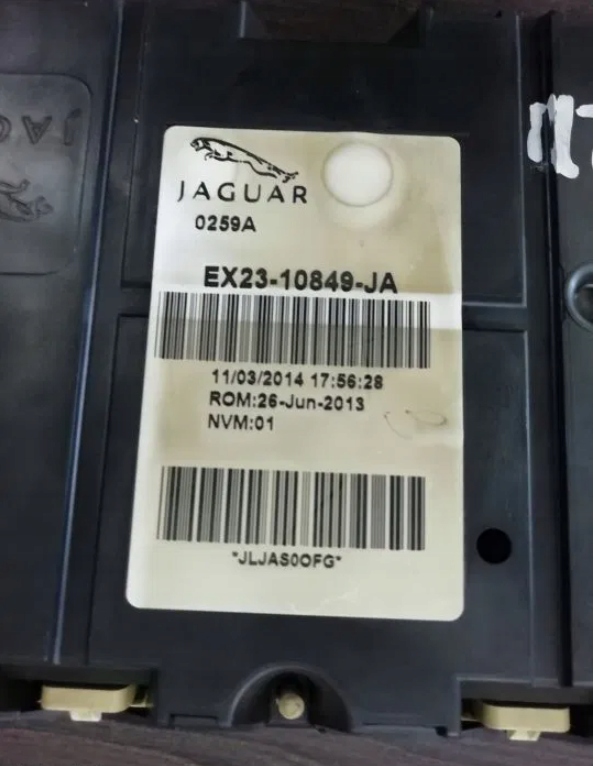 JAGUAR
0259A
EX23-10849-JA
11/03/2014 17:56:28
ROM:26-Jun-2013
NVM:01
*JLJAS0OFG*